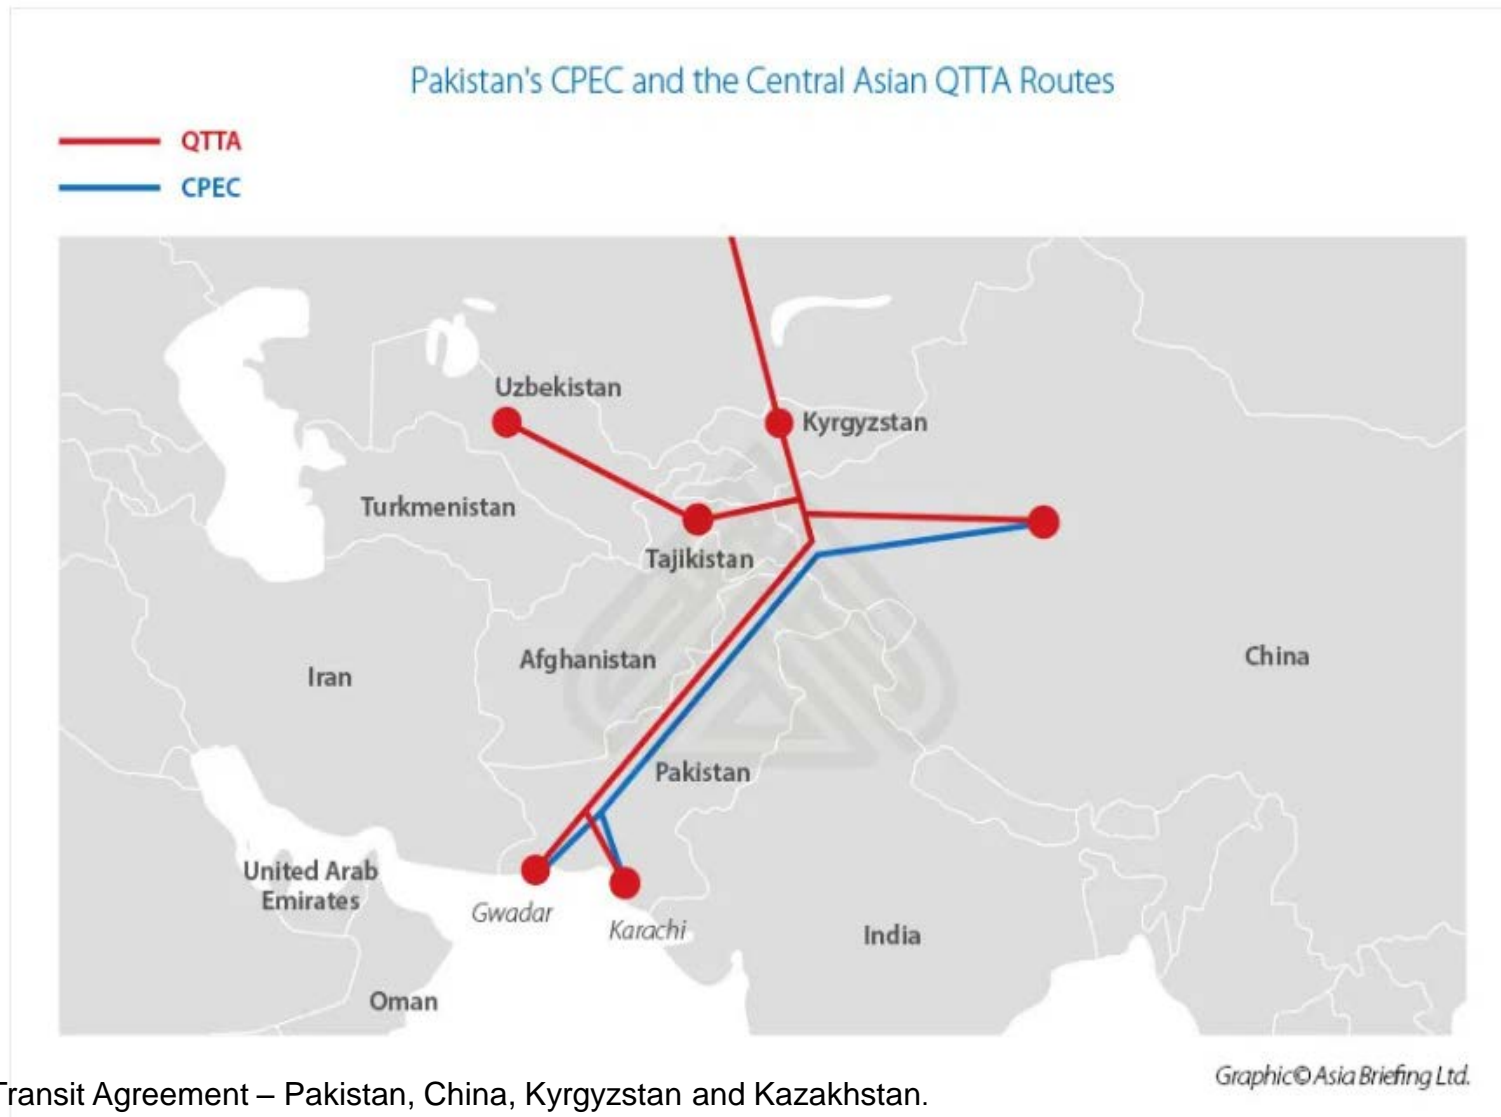 Pakistan's CPEC and the Central Asian QTTA Routes
QTTA
CPEC
Uzbekistan
Kyrgyzstan
Turkmenistan
Tajikistan
Afghanistan
Iran
China
Pakistan
United Arab
Emirates
Gwadar
Karachi
India
Oman
Graphic© Asia Briefing Ltd.
Transit Agreement – Pakistan, China, Kyrgyzstan and Kazakhstan.